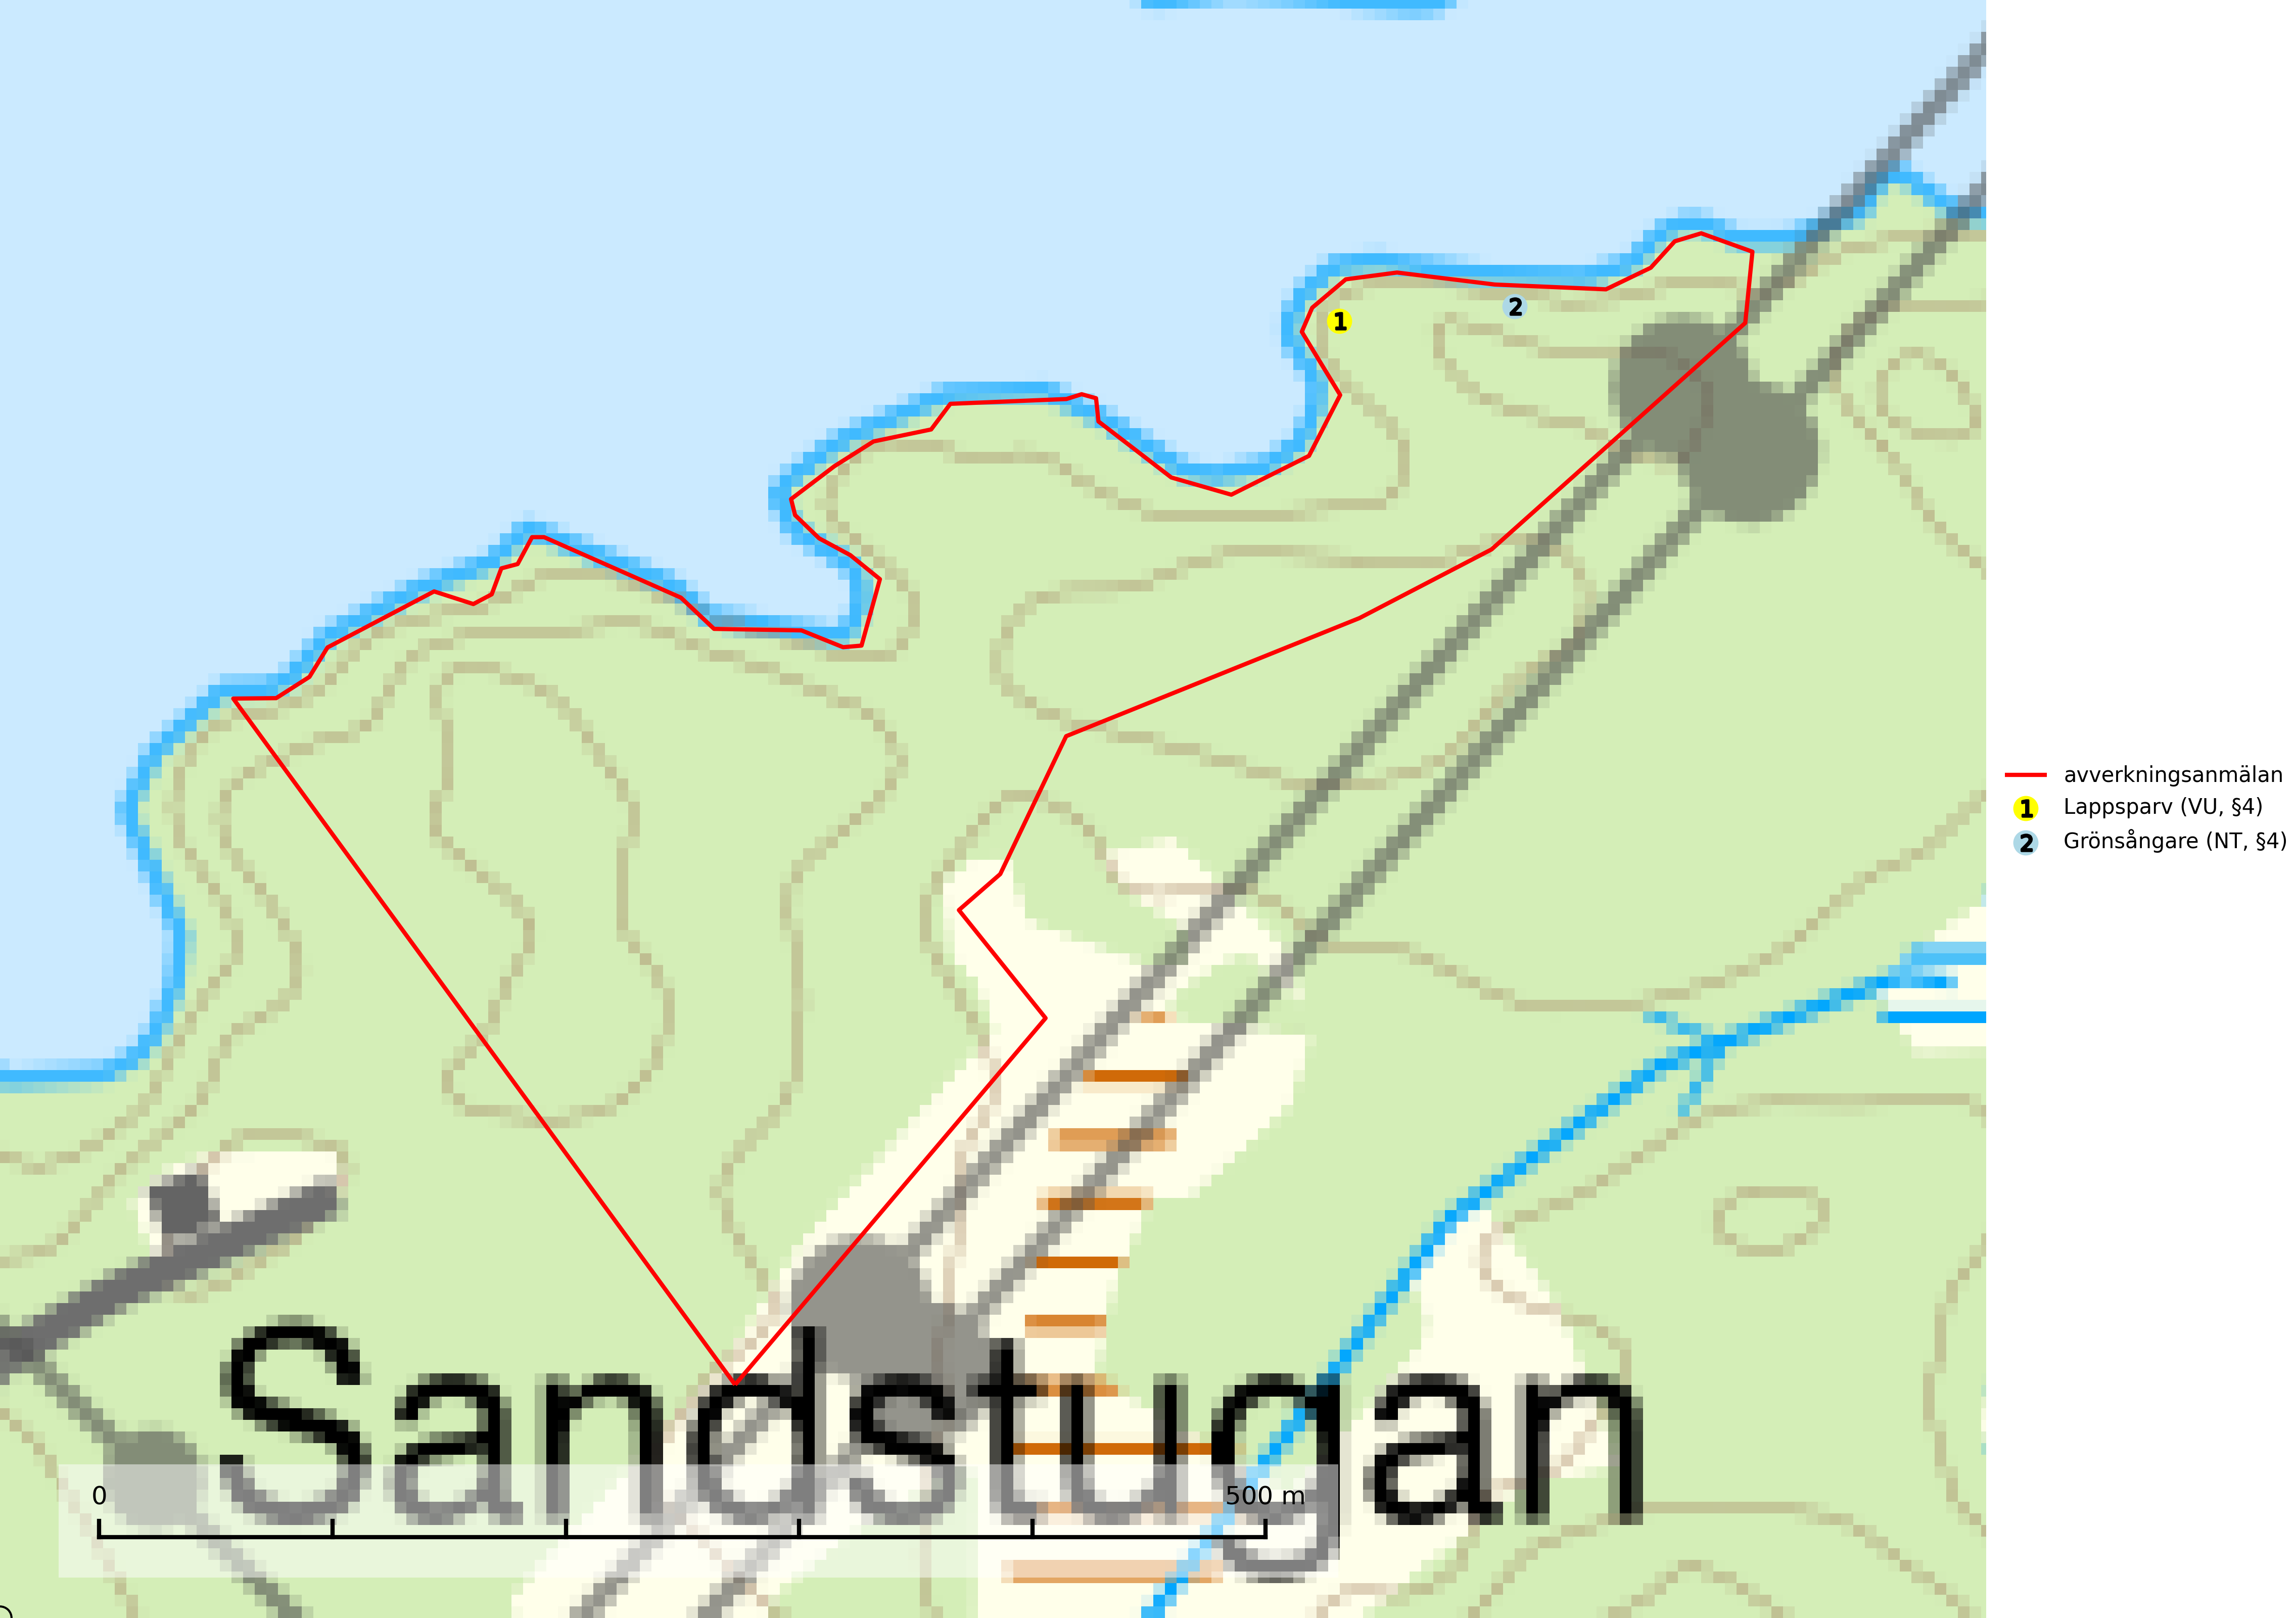 1
2
avverkningsanmälan
1 Lappsparv (VU, §4)
2 Grönsångare (NT, §4)
Sandstugan
0 500 m